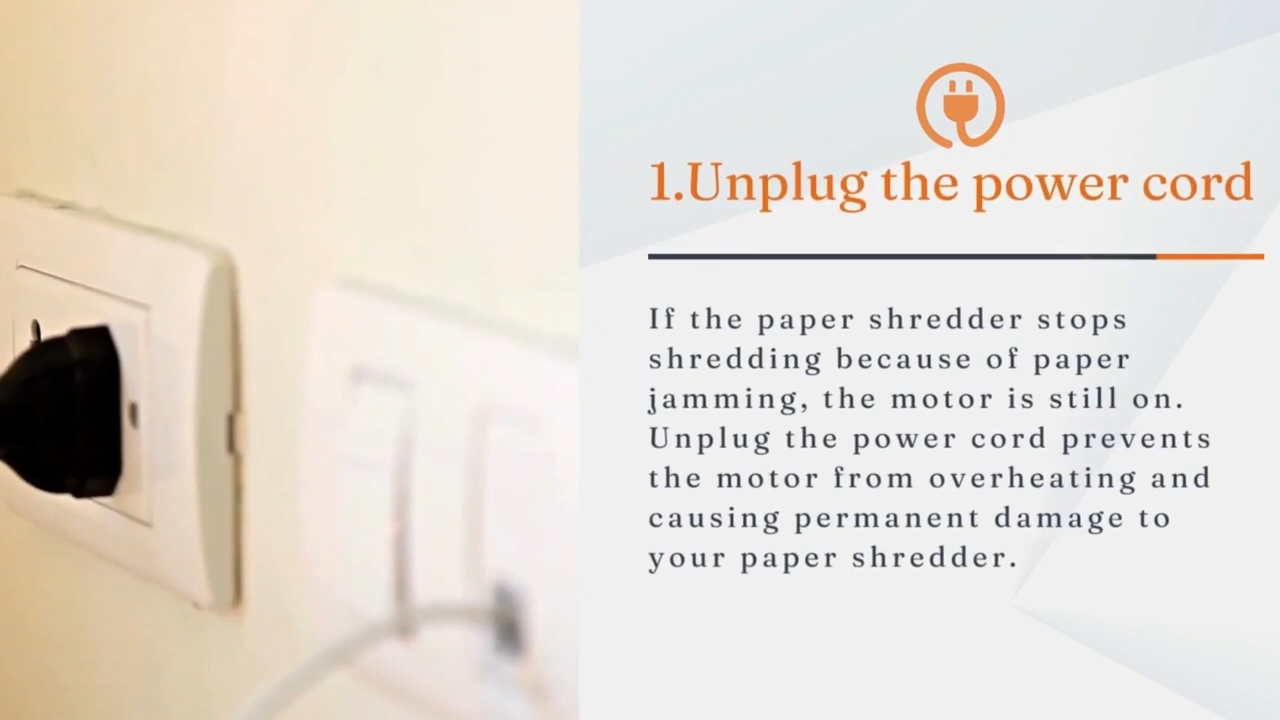 1.Unplug the power cord
If the paper shredder stops
shredding because of paper
jamming, the motor is still on.
Unplug the power cord prevents
the motor from overheating and
causing permanent damage to
your paper shredder.